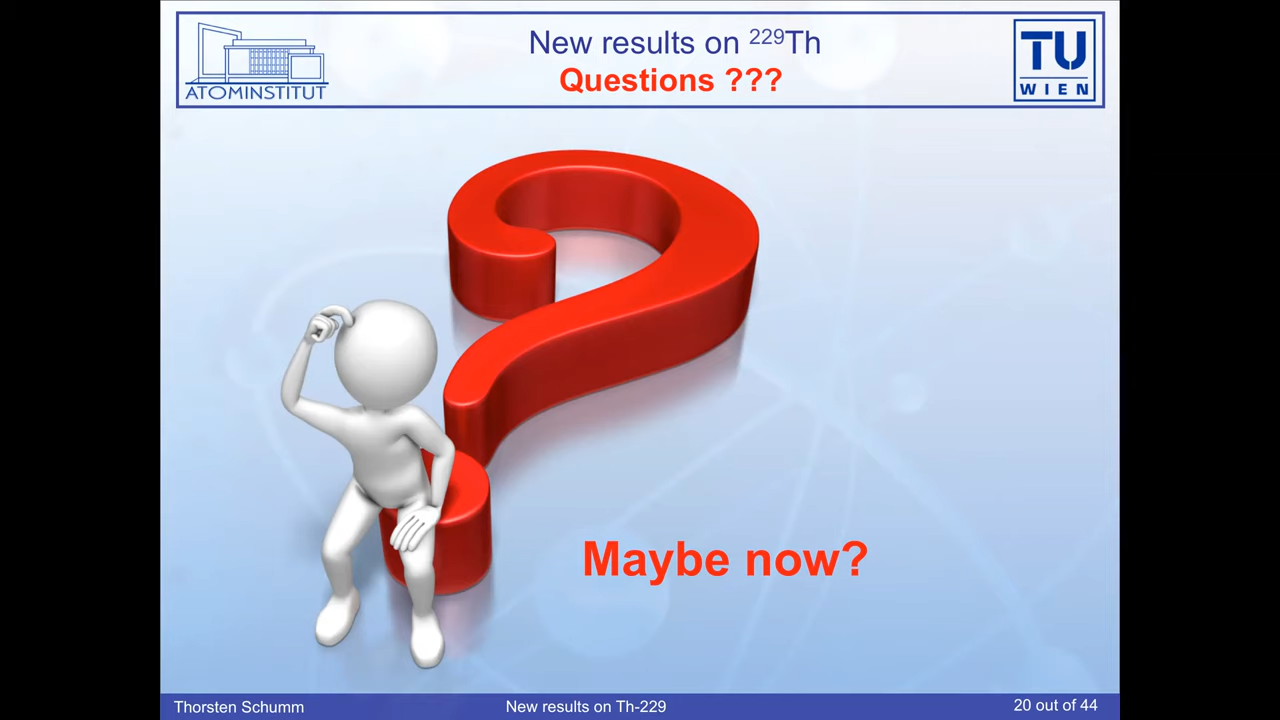 New results on ²²⁹Th
Questions ???
ATOMINSTITUT
TU
WIEN
Maybe now?
Thorsten Schumm
New results on Th-229
20 out of 44